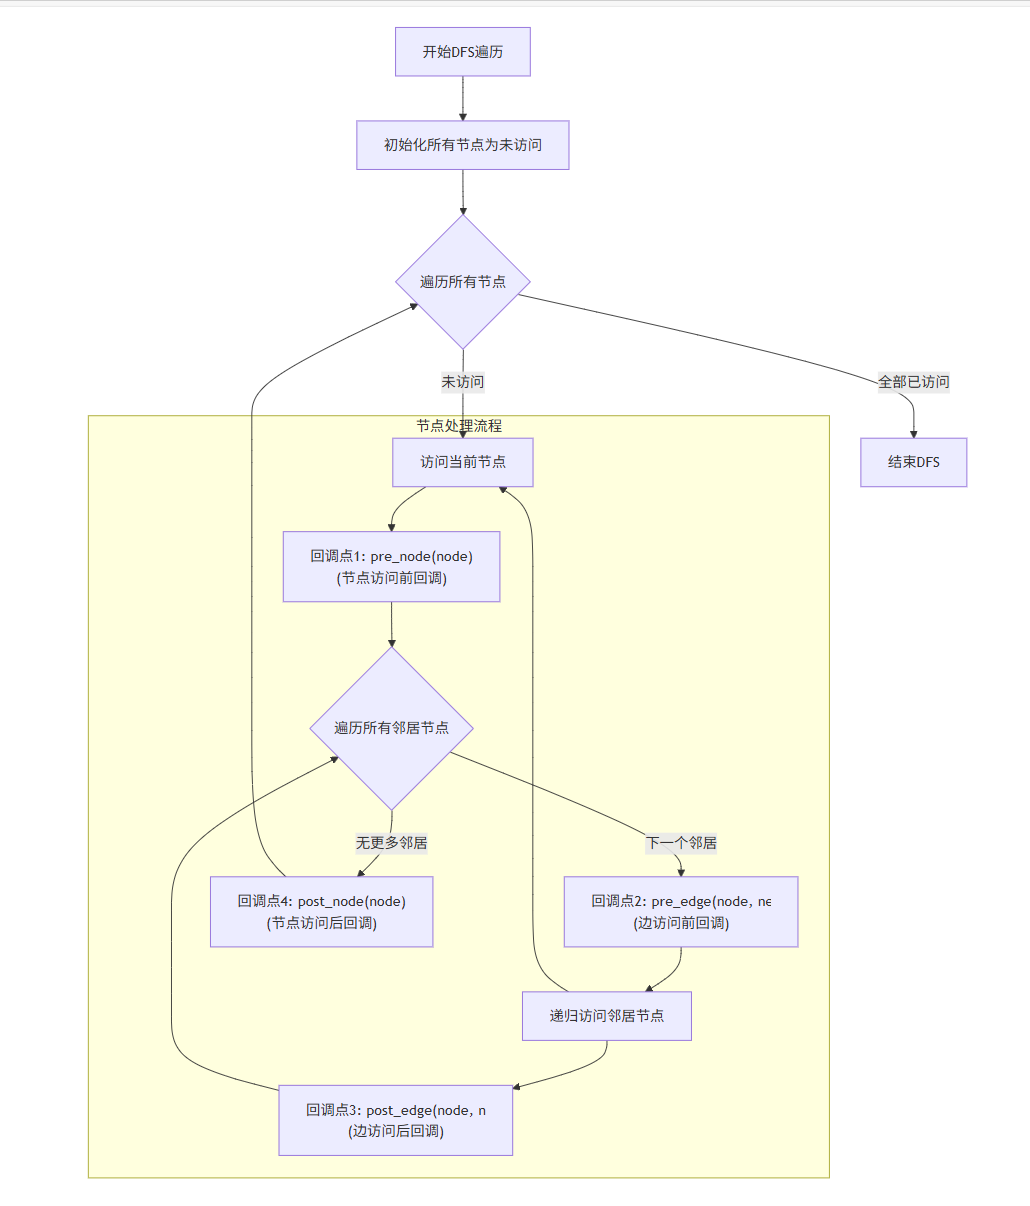 开始DFS遍历
初始化所有节点为未访问
遍历所有节点
未访问
全部已访问
节点处理流程
访问当前节点
结束DFS
回调点1: pre_node(node)
(节点访问前回调)
遍历所有邻居节点
无更多邻居
下一个邻居
回调点4: post_node(node)
(节点访问后回调)
回调点2: pre_edge(node, ne
(边访问前回调)
递归访问邻居节点
回调点3: post_edge(node, n
(边访问后回调)